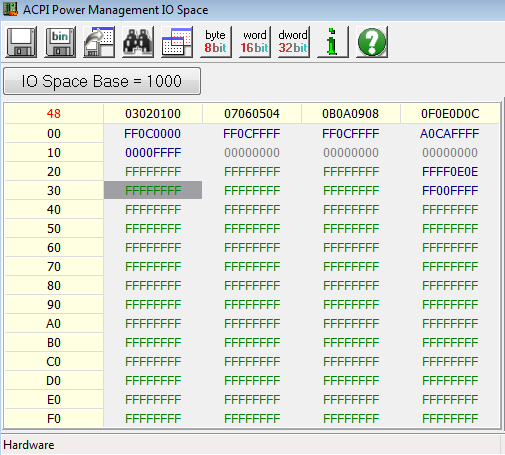 ACPI Power Management IO Space
bin byte 8bit word 16bit dword 32bit i ?
IO Space Base = 1000
48 03020100 07060504 0B0A0908 0F0E0D0C
00 FF0C0000 FF0CFFFF FF0CFFFF A0CAFFFF
10 0000FFFF 00000000 00000000 00000000
20 FFFFFFFF FFFFFFFF FFFFFFFF FFFF0E0E
30 FFFFFFFF FFFFFFFF FFFFFFFF FF00FFFF
40 FFFFFFFF FFFFFFFF FFFFFFFF FFFFFFFF
50 FFFFFFFF FFFFFFFF FFFFFFFF FFFFFFFF
60 FFFFFFFF FFFFFFFF FFFFFFFF FFFFFFFF
70 FFFFFFFF FFFFFFFF FFFFFFFF FFFFFFFF
80 FFFFFFFF FFFFFFFF FFFFFFFF FFFFFFFF
90 FFFFFFFF FFFFFFFF FFFFFFFF FFFFFFFF
A0 FFFFFFFF FFFFFFFF FFFFFFFF FFFFFFFF
B0 FFFFFFFF FFFFFFFF FFFFFFFF FFFFFFFF
C0 FFFFFFFF FFFFFFFF FFFFFFFF FFFFFFFF
D0 FFFFFFFF FFFFFFFF FFFFFFFF FFFFFFFF
E0 FFFFFFFF FFFFFFFF FFFFFFFF FFFFFFFF
F0 FFFFFFFF FFFFFFFF FFFFFFFF FFFFFFFF
Hardware